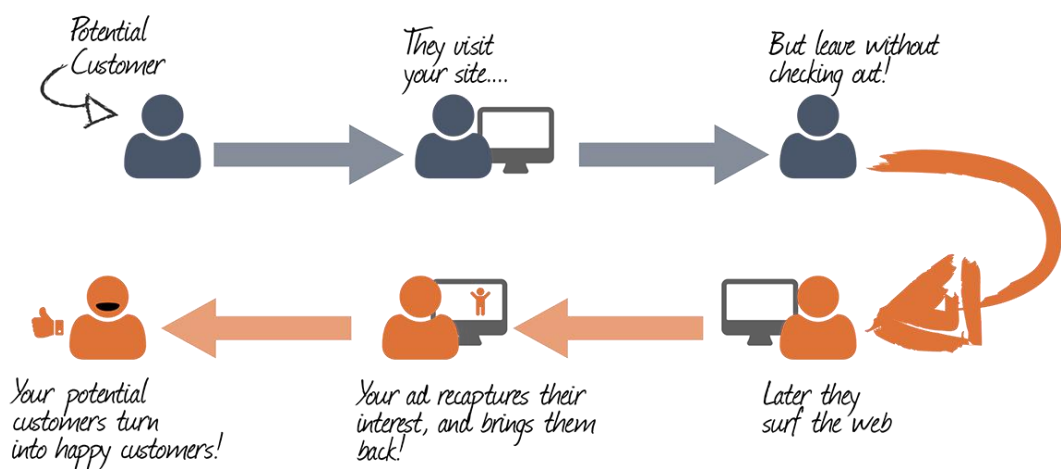 Potential
Customer
They visit
your site....
But leave without
checking out!
Later they
surf the web
Your ad recaptures their
interest, and brings them
back!
Your potential
customers turn
into happy customers!